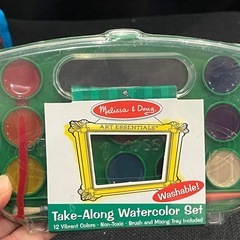 Melissa & Doug
ART ESSENTIALS
Washable!
Take-Along Watercolor Set
12 Vibrant Colors • Non-Toxic • Brush and Mixing Tray Included